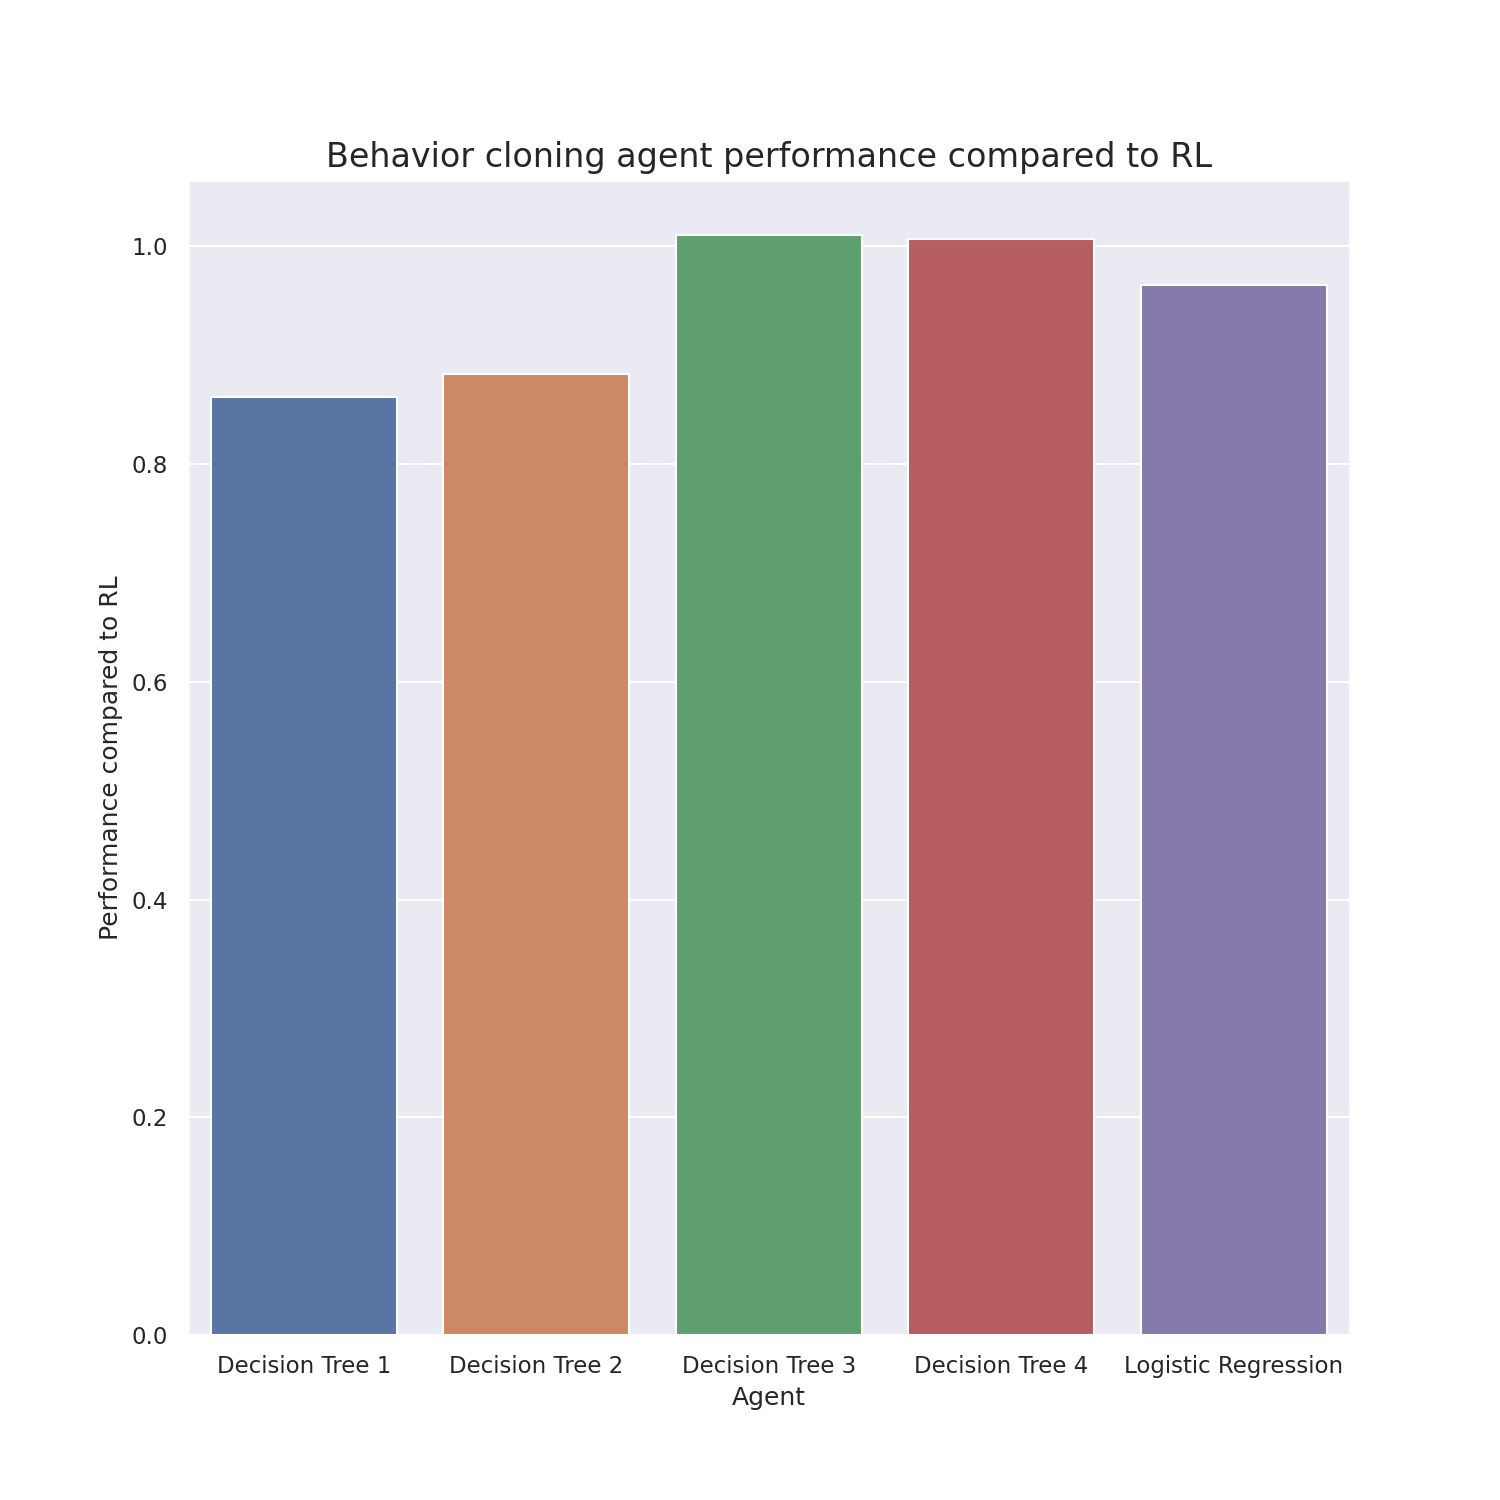 Behavior cloning agent performance compared to RL
Performance compared to RL
1.0
0.8
0.6
0.4
0.2
0.0
Decision Tree 1
Decision Tree 2
Decision Tree 3
Decision Tree 4
Logistic Regression
Agent